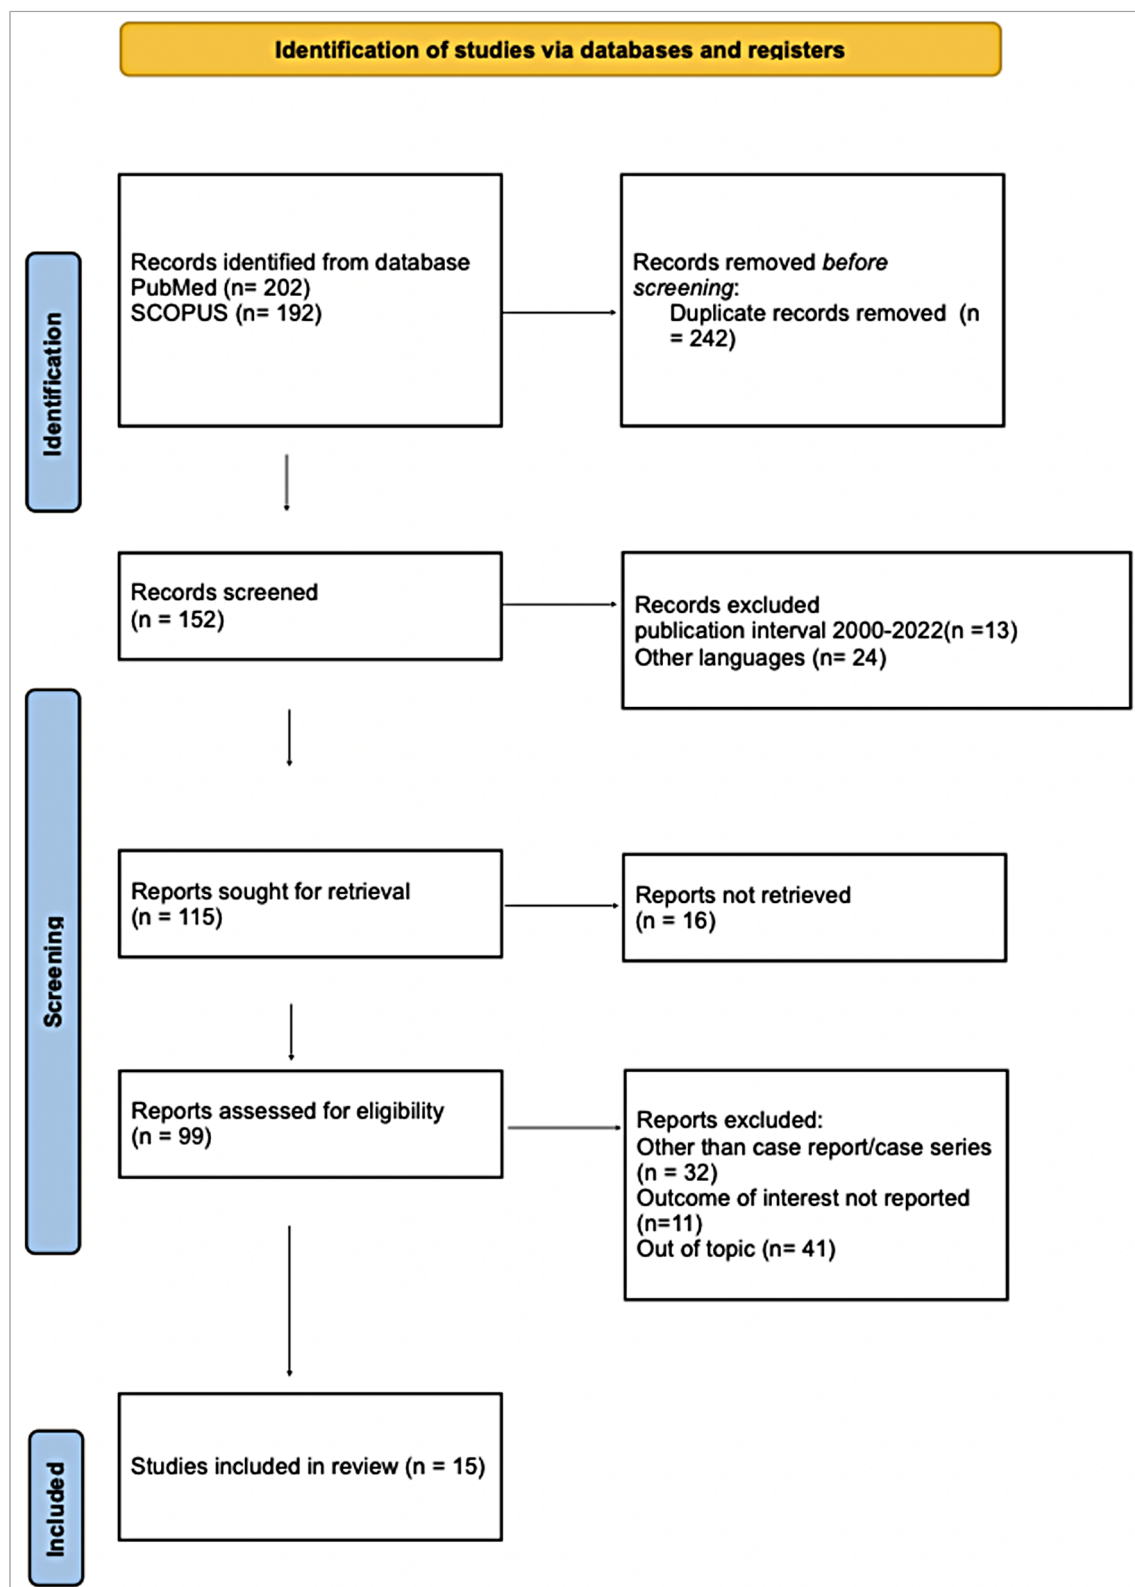 Identification of studies via databases and registers
Identification
Records identified from database
PubMed (n= 202)
SCOPUS (n= 192)
Records removed before
screening:
Duplicate records removed (n
= 242)
Records screened
(n = 152)
Records excluded
publication interval 2000-2022(n =13)
Other languages (n= 24)
Screening
Reports sought for retrieval
(n = 115)
Reports not retrieved
(n = 16)
Reports assessed for eligibility
(n = 99)
Reports excluded:
Other than case report/case series
(n = 32)
Outcome of interest not reported
(n=11)
Out of topic (n= 41)
Included
Studies included in review (n = 15)